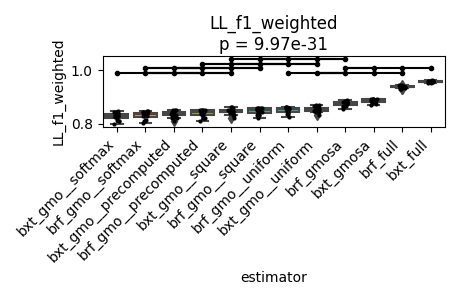 LL_f1_weighted
p = 9.97e-31
LL_f1_weighted
1.0
0.8
bxt_gmo__softmax
brf_gmo__softmax
bxt_gmo__precomputed
brf_gmo__precomputed
bxt_gmo__square
brf_gmo__square
brf_gmo__uniform
bxt_gmo__uniform
brf_gmosa
bxt_gmosa
brf_full
bxt_full
estimator